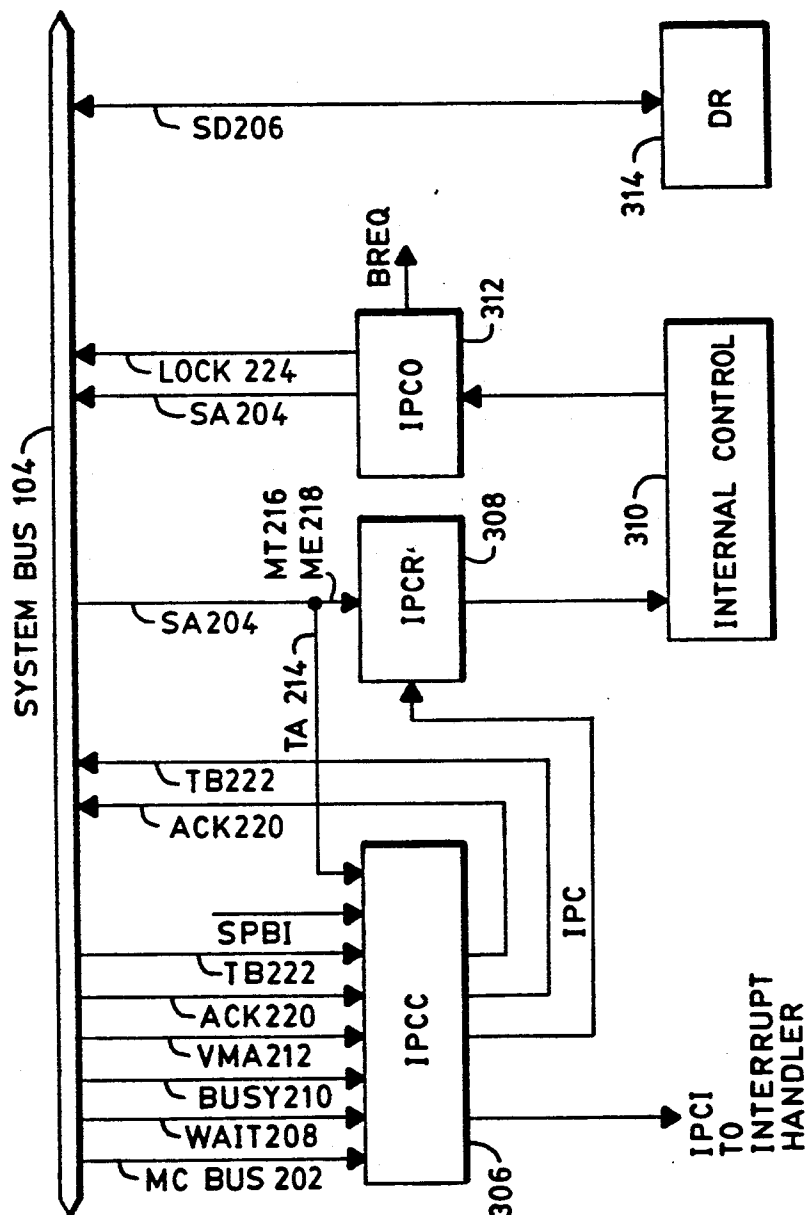 SYSTEM BUS 104
MC BUS 202
WAIT208
BUSY210
VMA212
ACK220
TB222
SPBI
ACK220
TB222
TA 214
SA204
MT216
ME218
SA204
LOCK 224
SD206
BREQ
IPCC
306
IPCR
308
IPCO
312
DR
314
IPC
310
INTERNAL CONTROL
IPCI
TO
INTERRUPT
HANDLER